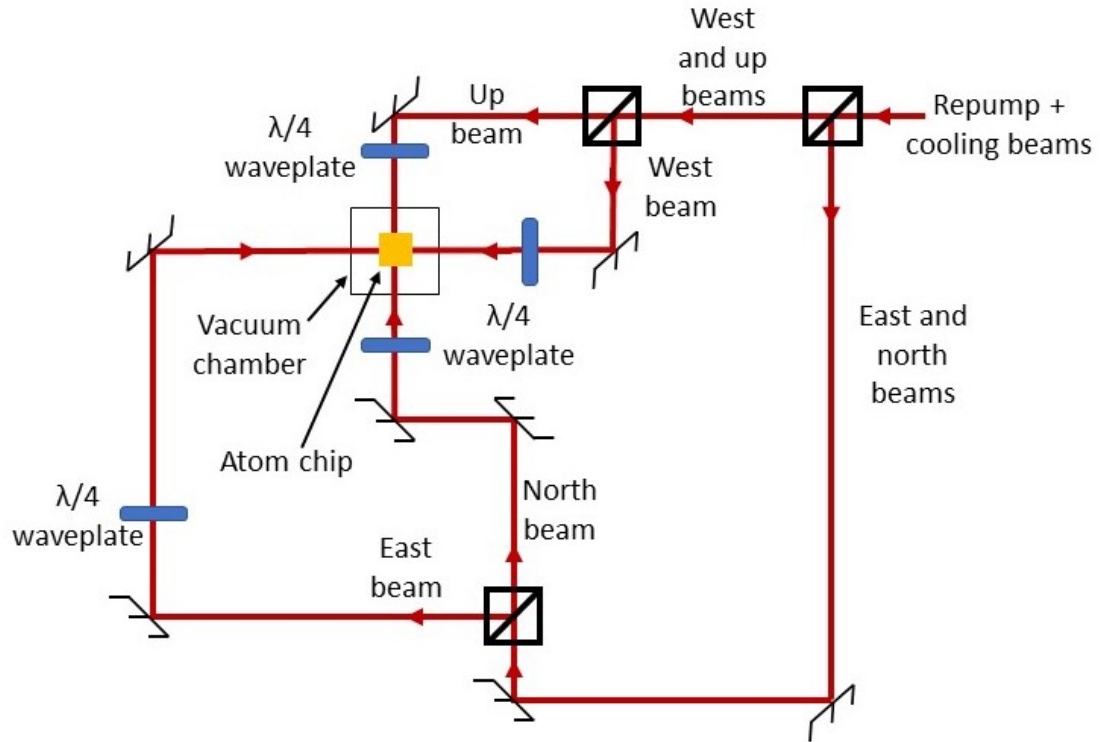 West
and up
beams
Up
beam
Repump +
cooling beams
λ/4
waveplate
West
beam
Vacuum
chamber
λ/4
waveplate
East and
north
beams
Atom chip
λ/4
waveplate
North
beam
East
beam